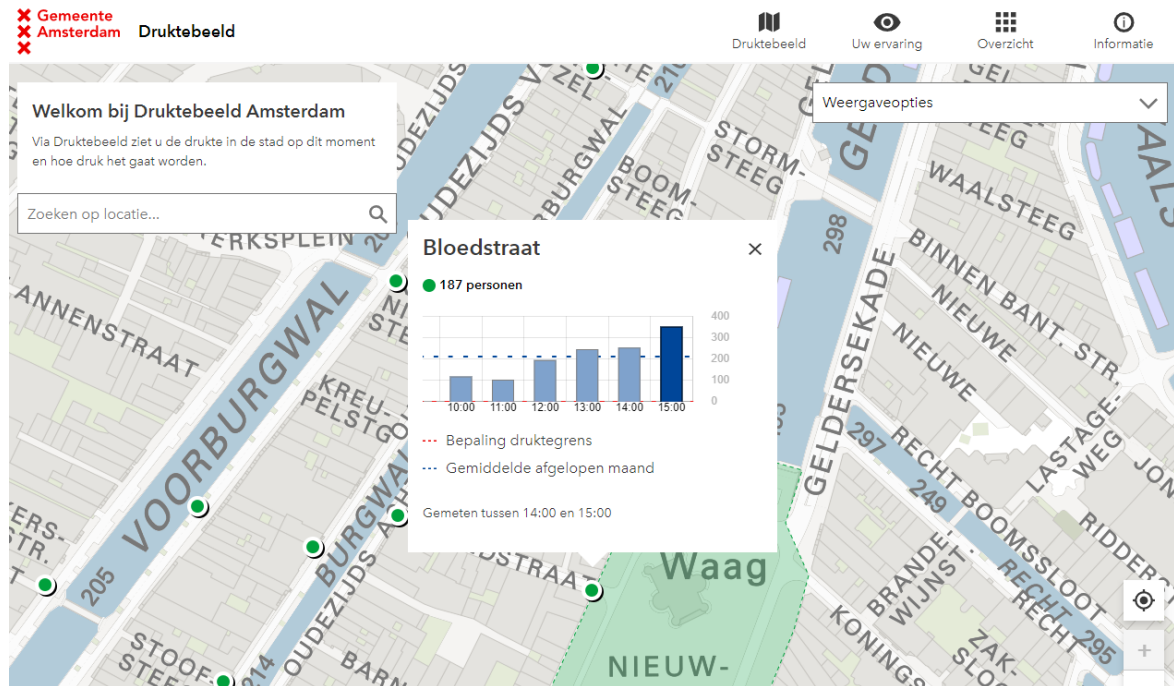 Gemeente
Amsterdam
Druktebeeld
Druktebeeld
Uw ervaring
Overzicht
Informatie
Welkom bij Druktebeeld Amsterdam
Via Druktebeeld ziet u de drukte in de stad op dit moment
en hoe druk het gaat worden.
Zoeken op locatie...
Weergaveopties
Bloedstraat
187 personen
400
300
200
100
0
10:00 11:00 12:00 13:00 14:00 15:00
Bepaling druktegrens
Gemiddelde afgelopen maand
Gemeten tussen 14:00 en 15:00
STORM-
STEEG
BOOM-
STEEG
WAALSTEEG
BINNEN BANT. STR.
NIEUWE
NIEUWE
298
GELDERSEKADE
ANNENSTRAAT
VOORBURGWAL
KREU-
PELSTG
BURGWAL
OUDEZIJDS
205
214
STOOF-
STEEG
297
249
RECHT BOOMSSLOOT
RECHT
RECHT
295
LASTAGE-
WEG
BRANDE-
WIJNST
KONINGS
ZAK-
Waag
NIEUW-
+